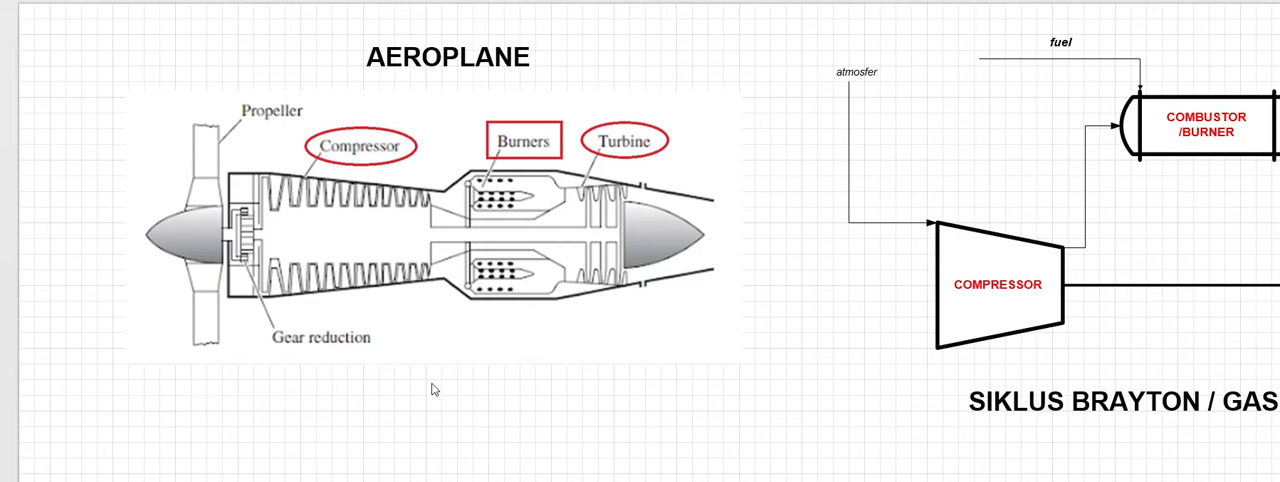 AEROPLANE
Propeller
Compressor
Burners
Turbine
Gear reduction
fuel
atmosfer
COMBUSTOR
/BURNER
COMPRESSOR
SIKLUS BRAYTON / GAS